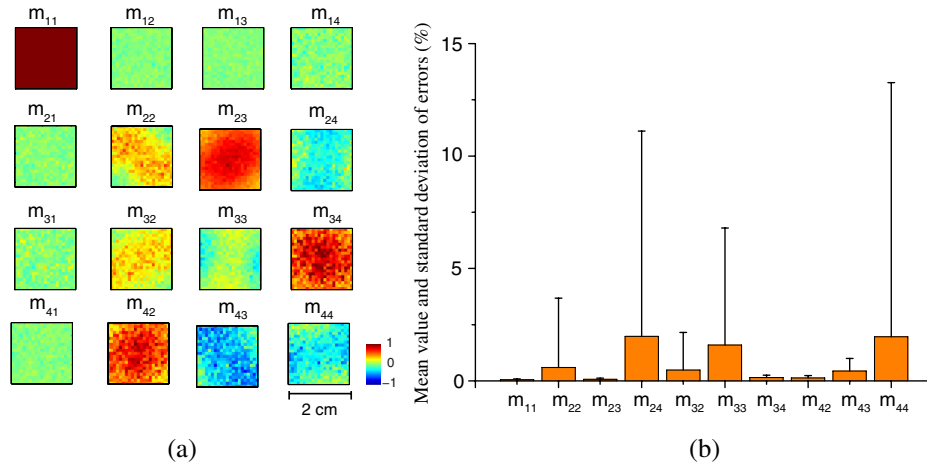 m11 m12 m13 m14
m21 m22 m23 m24
m31 m32 m33 m34
m41 m42 m43 m44
1
0
−1
2 cm
(a)
Mean value and standard deviation of errors (%)
15
10
5
0
m11 m22 m23 m24 m32 m33 m34 m42 m43 m44
(b)